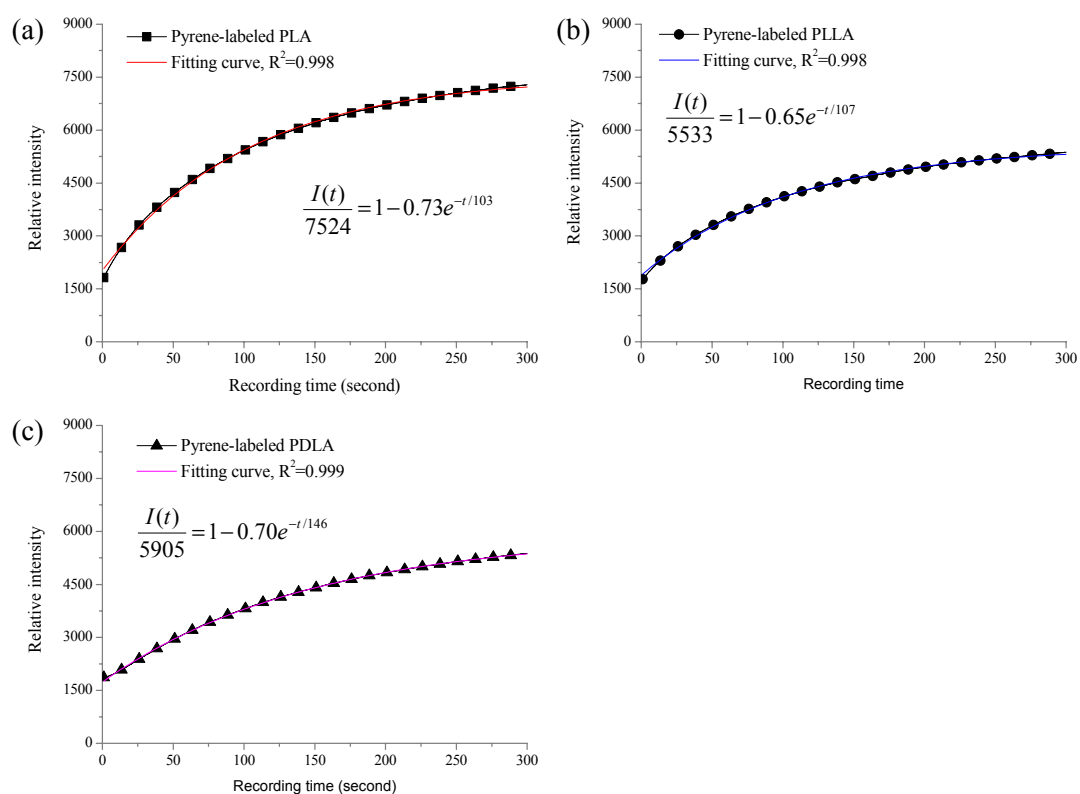 (a)
9000
7500
6000
4500
3000
1500
0
Relative intensity
Pyrene-labeled PLA
Fitting curve, R²=0.998
I(t)/7524 = 1−0.73e^{−t/103}
0 50 100 150 200 250 300
Recording time (second)
(b)
9000
7500
6000
4500
3000
1500
0
Relative intensity
Pyrene-labeled PLLA
Fitting curve, R²=0.998
I(t)/5533 = 1−0.65e^{−t/107}
0 50 100 150 200 250 300
Recording time
(c)
9000
7500
6000
4500
3000
1500
0
Relative intensity
Pyrene-labeled PDLA
Fitting curve, R²=0.999
I(t)/5905 = 1−0.70e^{−t/146}
0 50 100 150 200 250 300
Recording time (second)